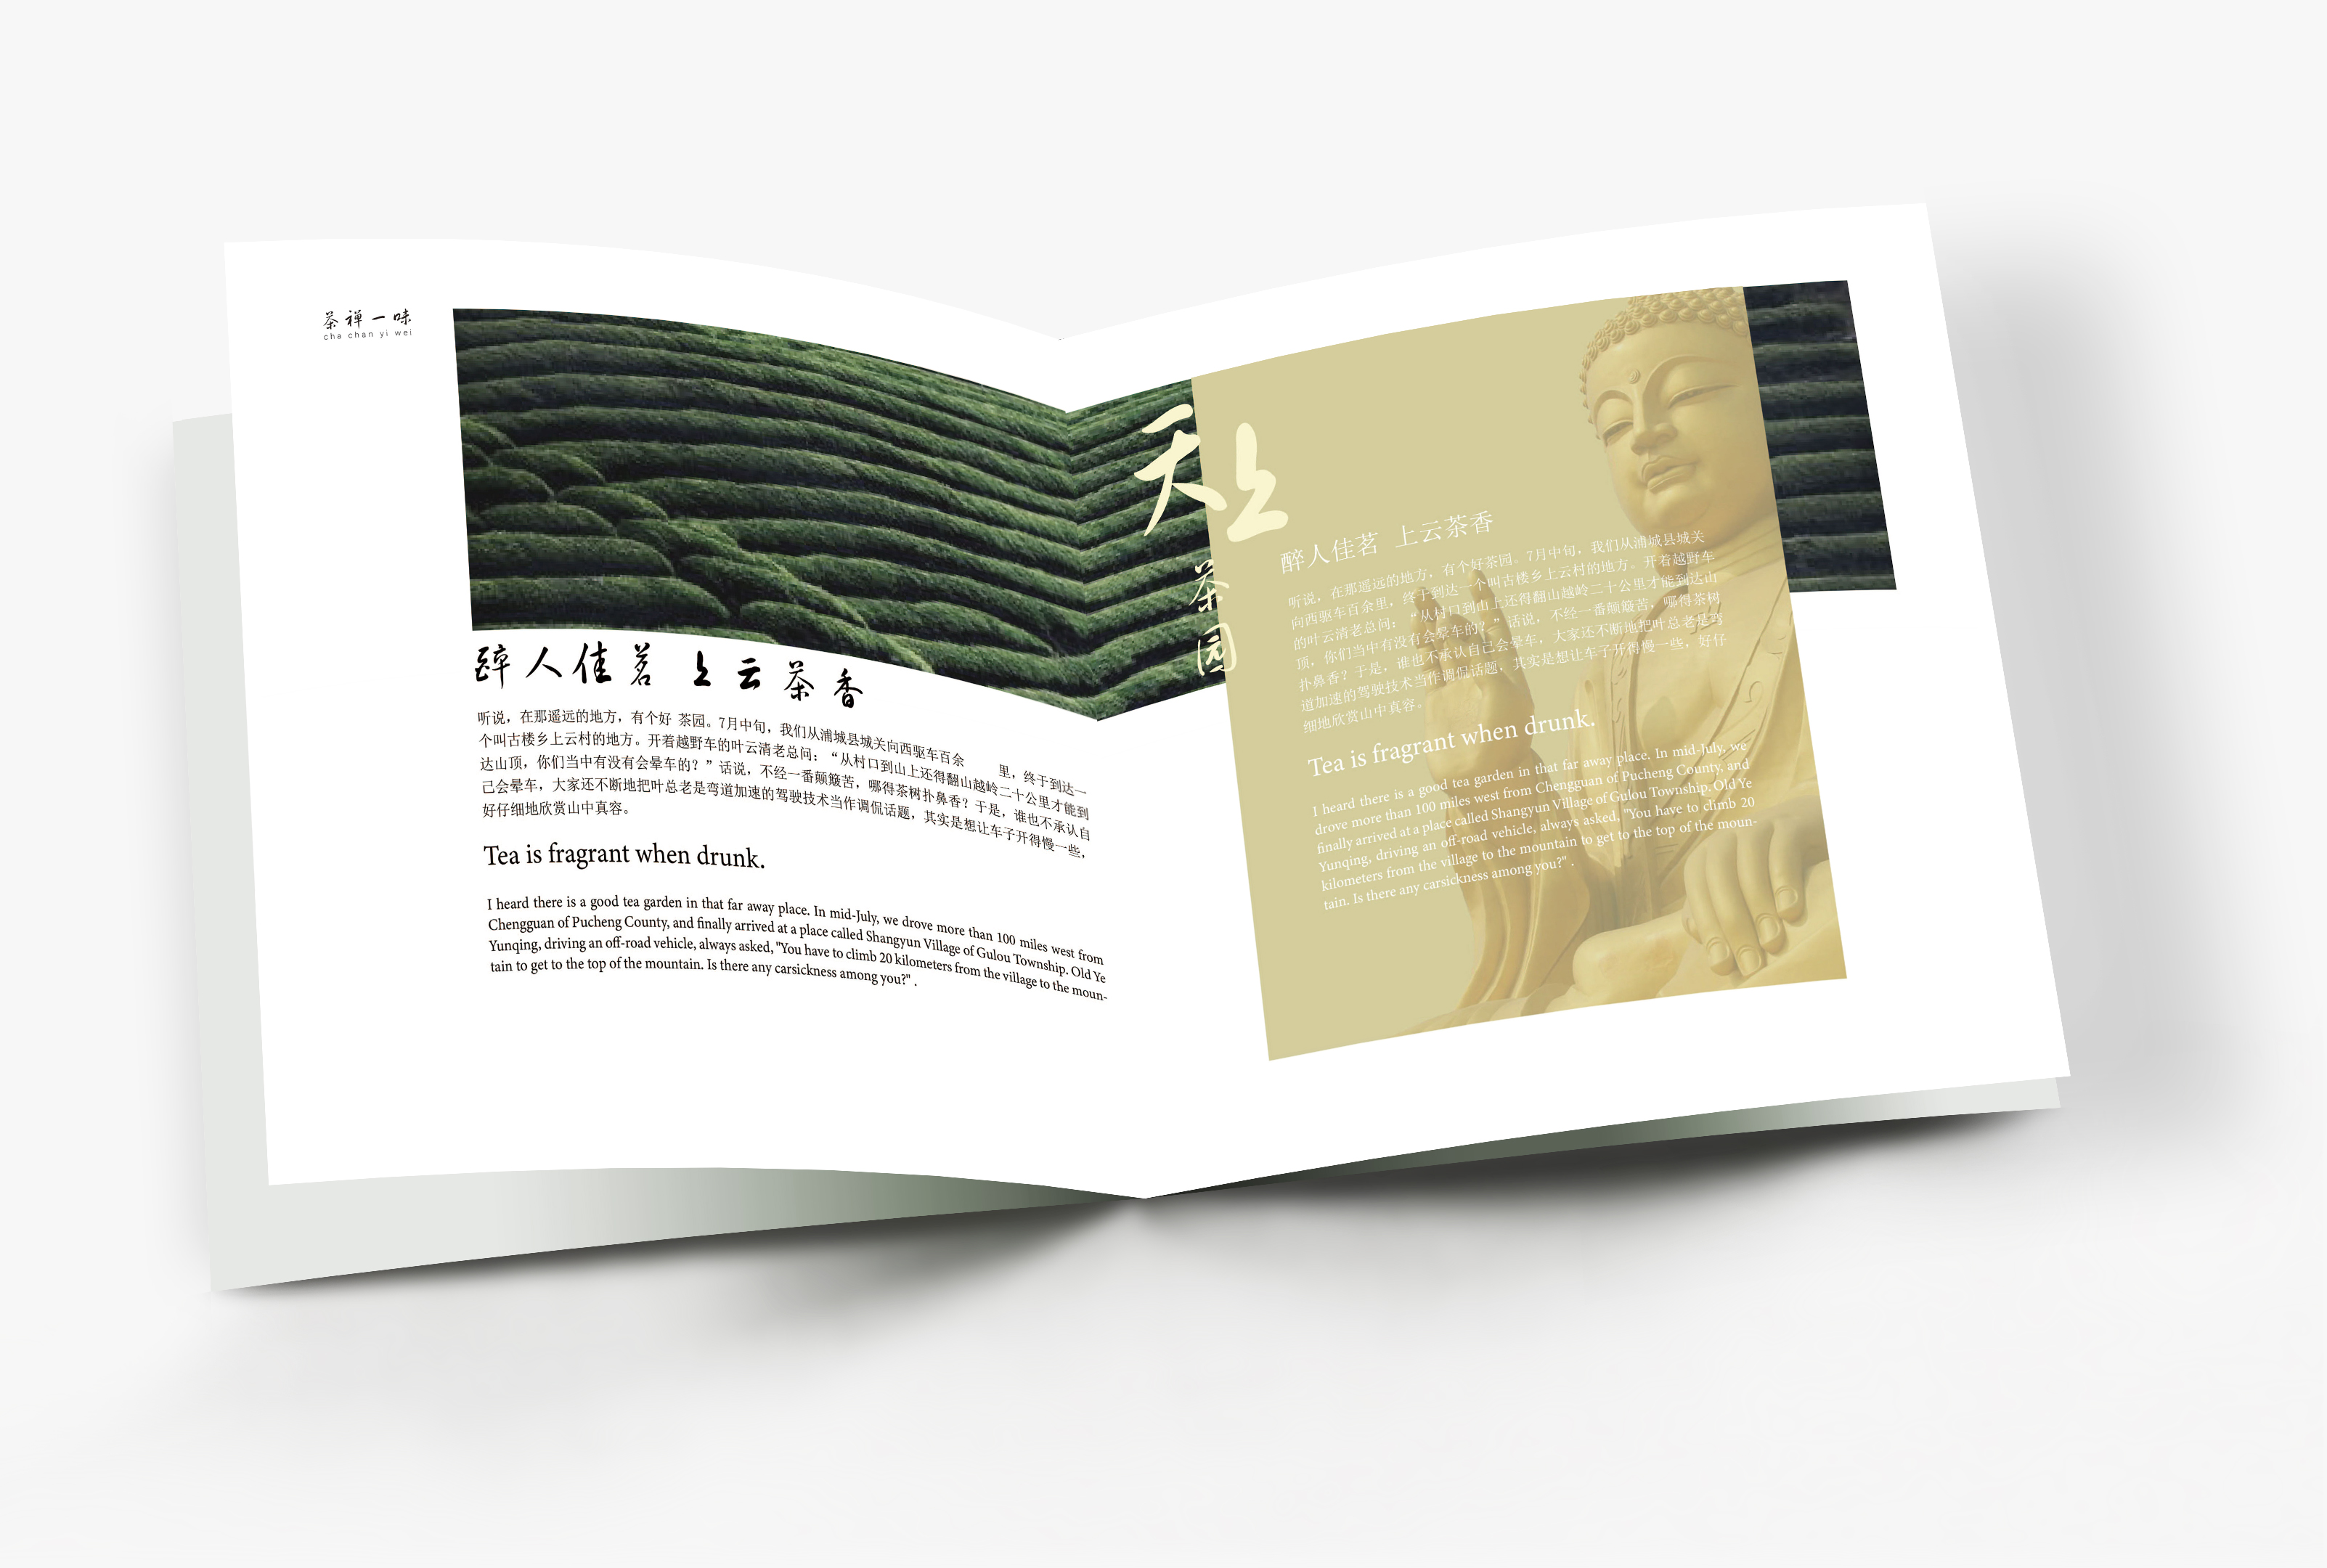 茶禅一味
cha chan yi wei
醉人佳茗 上云茶香
听说，在那遥远的地方，有个好 茶园。7月中旬，我们从浦城县城关向西驱车百余 里，终于到达一
个叫古楼乡上云村的地方。开着越野车的叶云清老总问：“从村口到山上还得翻山越岭二十公里才能到
达山顶，你们当中有没有会晕车的？”话说，不经一番颠簸苦，哪得茶树扑鼻香？于是，谁也不承认自
己会晕车，大家还不断地把叶总老是弯道加速的驾驶技术当作调侃话题，其实是想让车子开得慢一些，
好仔细地欣赏山中真容。
Tea is fragrant when drunk.
I heard there is a good tea garden in that far away place. In mid-July, we drove more than 100 miles west from
Chengguan of Pucheng County, and finally arrived at a place called Shangyun Village of Gulou Township. Old Ye
Yunqing, driving an off-road vehicle, always asked, "You have to climb 20 kilometers from the village to the moun-
tain to get to the top of the mountain. Is there any carsickness among you?" .
天上
茶园
醉人佳茗 上云茶香
听说，在那遥远的地方，有个好茶园。7月中旬，我们从浦城县城关
向西驱车百余里，终于到达一个叫古楼乡上云村的地方。开着越野车
的叶云清老总问：“从村口到山上还得翻山越岭二十公里才能到达山
顶，你们当中有没有会晕车的？”话说，不经一番颠簸苦，哪得茶树
扑鼻香？于是，谁也不承认自己会晕车，大家还不断地把叶总老是弯
道加速的驾驶技术当作调侃话题，其实是想让车子开得慢一些，好仔
细地欣赏山中真容。
Tea is fragrant when drunk.
I heard there is a good tea garden in that far away place. In mid-July, we
drove more than 100 miles west from Chengguan of Pucheng County, and
finally arrived at a place called Shangyun Village of Gulou Township. Old Ye
Yunqing, driving an off-road vehicle, always asked, "You have to climb 20
kilometers from the village to the mountain to get to the top of the moun-
tain. Is there any carsickness among you?" .